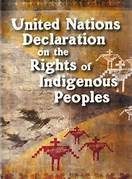 United Nations
Declaration
on the
Rights of
Indigenous
Peoples